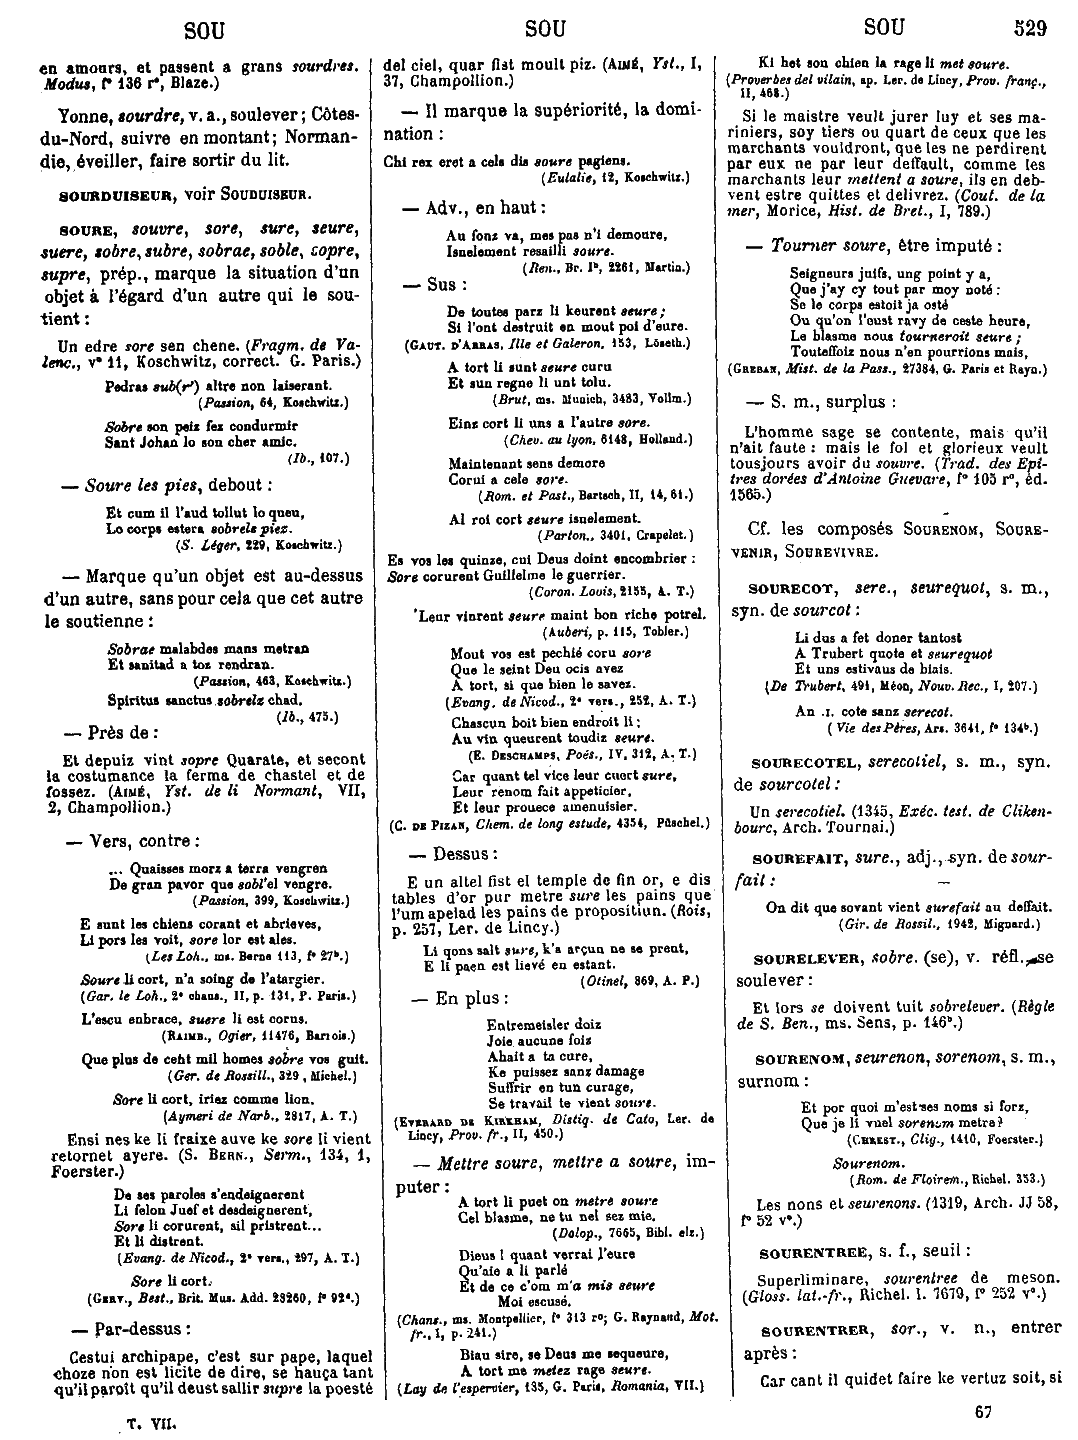 SOU
SOU
SOU
529
en amours, et passent a grans sourdres.
Modus, f° 136 r°, Blaze.)
Yonne, sourdre, v. a., soulever ; Côtes-
du-Nord, suivre en montant ; Norman-
die, éveiller, faire sortir du lit.
SOURDUISEUR, voir SOUDUISEUR.
SOURE, souvre, sore, sure, seure,
suere, sobre, subre, sobrae, soble, sopre,
supre, prép., marque la situation d'un
objet à l'égard d'un autre qui le sou-
tient :
Un edre sore sen chene. (Fragm. de Va-
lenc., v° 11, Koschwitz, correct. G. Paris.)
Pedras sub(r') altre non laiserant.
(Passion, 64, Koschwitz.)
Sobre son peiz fez condurmir
Sant Johan lo son cher amic.
(Ib., 107.)
— Soure les pies, debout :
Et cum il l'aud tollut lo queu,
Lo corps estera sobrels piez.
(S. Léger, 229, Koschwitz.)
— Marque qu'un objet est au-dessus
d'un autre, sans pour cela que cet autre
le soutienne :
Sobrae malabdes mans metran
Et sanitad a toz rendran.
(Passion, 463, Koschwitz.)
Spiritus sanctus sobrelz chad.
(Ib., 475.)
— Près de :
Et depuiz vint sopre Quarate, et secont
la costumance la ferma de chastel et de
fossez. (AIMÉ, Yst. de li Normant, VII,
2, Champollion.)
— Vers, contre :
... Quaisses morz a terra vengren
De gran pavor que sobl'el vengre.
(Passion, 399, Koschwitz.)
E sunt les chiens corant et abrieves,
Li pors les voit, sore lor est ales.
(Les Loh., ms. Berne 113, f° 27b.)
Soure li cort, n'a soing de l'atargier.
(Gar. le Loh., 2e chans., II, p. 131, P. Paris.)
L'escu enbrace, suere li est corus.
(RAIMB., Ogier, 11476, Barrois.)
Que plus de cent mil homes sobre vos guit.
(Ger. de Rossill., 329, Michel.)
Sore li cort, iriez comme lion.
(Aymeri de Narb., 2817, A. T.)
Ensi nes ke li fraixe auve ke sore li vient
retornet ayere. (S. BERN., Serm., 134, 1,
Foerster.)
De ses paroles s'endeignerent
Li felon Juef et desdeignerent,
Sore li corurent, sil pristrent...
Et li distrent.
(Evang. de Nicod., 2e vers., 297, A. T.)
Sore li cort.
(GERV., Best., Brit. Mus. Add. 28260, f° 92d.)
— Par-dessus :
Cestui archipape, c'est sur pape, laquel
choze non est licite de dire, se hauça tant
qu'il paroît qu'il deust sallir supre la poesté
T. VII.
del ciel, quar fist moult piz. (AIMÉ, Yst., I,
37, Champollion.)
— Il marque la supériorité, la domi-
nation :
Chi rex eret a cels dis soure pagiens.
(Eulalie, 12, Koschwitz.)
— Adv., en haut :
Au fonz va, mes pas n'i demoure,
Isnelement resailli soure.
(Ren., Br. Ib, 2261, Martin.)
— Sus :
De toutes parz li keurent seure ;
Si l'ont destruit en mout poi d'eure.
(GAUT. D'ARRAS, Ille et Galeron, 153, Löseth.)
A tort li sunt seure curu
Et sun regne li unt tolu.
(Brut, ms. Munich, 3483, Vollm.)
Einz cort li uns a l'autre sore.
(Chev. au lyon, 6148, Holland.)
Maintenant sens demore
Corui a cele sore.
(Rom. et Past., Bartsch, II, 14, 61.)
Al roi cort seure isnelement.
(Parton., 3401, Crapelet.)
Es vos les quinze, cui Deus doint encombrier :
Sore corurent Guillelme le guerrier.
(Coron. Louis, 2155, A. T.)
Leur vinrent seure maint bon riche potrel.
(Auberi, p. 115, Tobler.)
Mout vos est pechié coru sore
Que le seint Deu ocis avez
A tort, si que bien le savez.
(Evang. de Nicod., 2e vers., 252, A. T.)
Chascun boit bien endroit li ;
Au vin queurent toudiz seure.
(E. DESCHAMPS, Poés., IV, 312, A. T.)
Car quant tel vice leur cuert sure,
Leur renom fait appeticier,
Et leur prouece amenuisier.
(C. DE PIZAN, Chem. de long estude, 4354, Püschel.)
— Dessus :
E un altel fist el temple de fin or, e dis
tables d'or pur metre sure les pains que
l'um apelad les pains de propositiun. (Rois,
p. 257, Ler. de Lincy.)
Li gons salt sure, k'a arçun ne se prent,
E li paen est lievé en estant.
(Otinel, 869, A. P.)
— En plus :
Entremeisler doiz
Joie aucune foiz
Ahait a ta cure,
Ke puissez sanz damage
Suffrir en tun curage,
Se travail te vient soure.
(EVERARD DE KIRKHAM, Distiq. de Cato, Ler. de
Lincy, Prov. fr., II, 450.)
— Mettre soure, mettre a soure, im-
puter :
A tort li puet on metre soure
Cel blasme, ne tu nel sez mie.
(Dolop., 7665, Bibl. elz.)
Dieus ! quant verrai l'eure
Qu'aie a li parlé
Et de ce c'om m'a mis seure
Moi escusé.
(Chans., ms. Montpellier, f° 313 ro; G. Raynaud, Mot.
fr., I, p. 241.)
Biau sire, se Deus me sequeure,
A tort me metez rage seure.
(Lay de l'espervier, 135, G. Paris, Romania, VII.)
Ki het son chien la rage li met soure.
(Proverbes del vilain, ap. Ler. de Lincy, Prov. franç.,
II, 468.)
Si le maistre veult jurer luy et ses ma-
riniers, soy tiers ou quart de ceux que les
marchants vouldront, que les ne perdirent
par eux ne par leur deffault, comme les
marchants leur mettent a soure, ils en deb-
vent estre quittes et delivrez. (Cout. de la
mer, Morice, Hist. de Bret., I, 789.)
— Tourner soure, être imputé :
Seigneurs juifs, ung point y a,
Que j'ay cy tout par moy noté :
Se le corps estoit ja osté
Ou qu'on l'eust ravy de ceste heure,
Le blasme nous tourneroit seure ;
Touteffoiz nous n'en pourrions mais,
(GREBAN, Mist. de la Pass., 27384, G. Paris et Rayn.)
— S. m., surplus :
L'homme sage se contente, mais qu'il
n'ait faute : mais le fol et glorieux veult
tousjours avoir du souvre. (Trad. des Epi-
tres dorées d'Antoine Guevare, f° 105 r°, éd.
1565.)
Cf. les composés SOURENOM, SOURE-
VENIR, SOUREVIVRE.
SOURECOT, sere., seurequot, s. m.,
syn. de sourcot :
Li dus a fet doner tantost
A Trubert quote et seurequot
Et uns estivaus de biais.
(De Trubert, 491, Méon, Nouv. Rec., I, 207.)
An .I. cote sanz serecot.
(Vie des Pères, Ars. 3641, f° 134b.)
SOURECOTEL, serecotiel, s. m., syn.
de sourcotel :
Un serecotiel. (1345, Exéc. test. de Cliken-
bourc, Arch. Tournai.)
SOUREFAIT, sure., adj., syn. de sour-
fait :
On dit que sovant vient surefait au deffait.
(Gir. de Rossil., 1942, Mignard.)
SOURELEVER, sobre. (se), v. réfl., se
soulever :
Et lors se doivent tuit sobrelever. (Règle
de S. Ben., ms. Sens, p. 146b.)
SOURENOM, seurenon, sorenom, s. m.,
surnom :
Et por quoi m'est ses noms si forz,
Que je li vuel sorenum metre?
(CHREST., Clig., 1410, Foerster.)
Sourenom.
(Rom. de Floirem., Richel. 353.)
Les nons et seurenons. (1319, Arch. JJ 58,
f° 52 v°.)
SOURENTREE, s. f., seuil :
Superliminare, sourentree de meson.
(Gloss. lat.-fr., Richel. l. 7679, f° 252 v°.)
SOURENTRER, sor., v. n., entrer
après :
Car cant il quidet faire ke vertuz soit, si
67